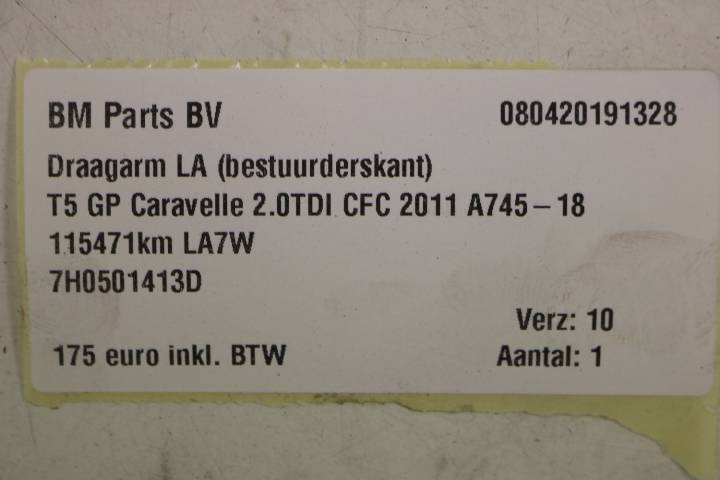 BM Parts BV 080420191328
Draagarm LA (bestuurderskant)
T5 GP Caravelle 2.0TDI CFC 2011 A745-18
115471km LA7W
7H0501413D
Verz: 10
175 euro inkl. BTW Aantal: 1